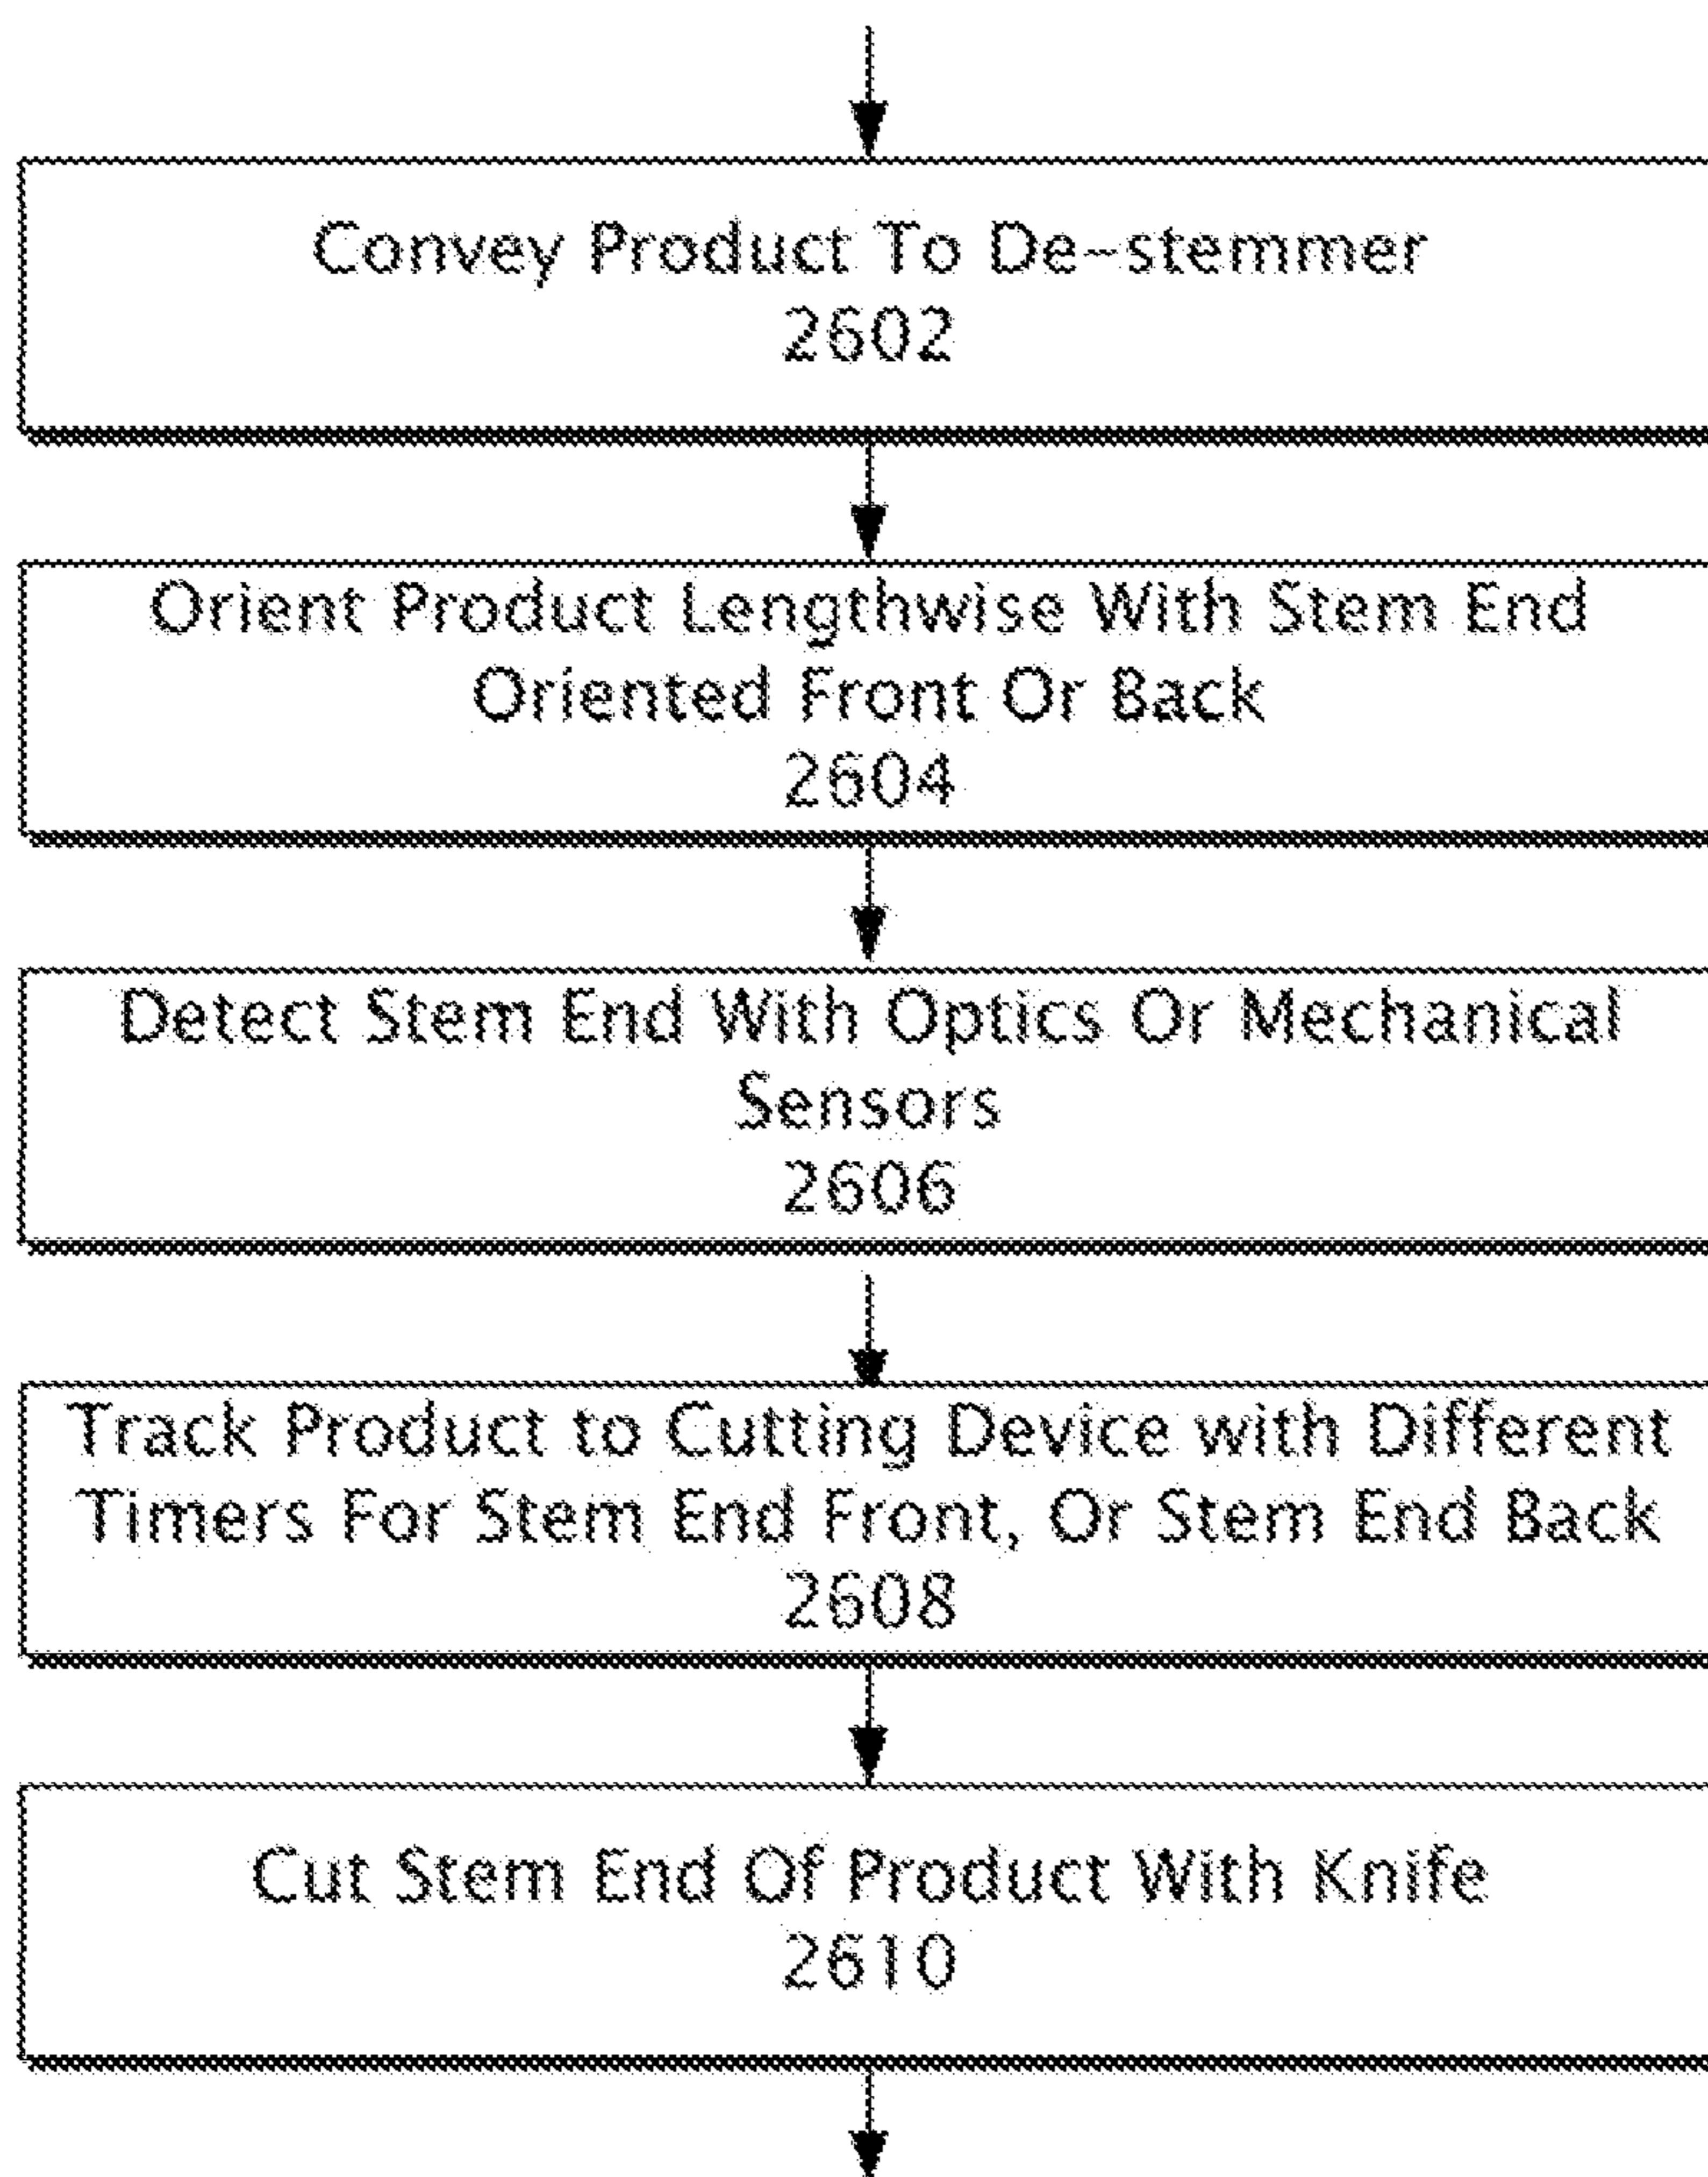 Convey Product To De-stemmer
2602
Orient Product Lengthwise With Stem End
Oriented Front Or Back
2604
Detect Stem End With Optics Or Mechanical
Sensors
2606
Track Product to Cutting Device with Different
Timers For Stem End Front, Or Stem End Back
2608
Cut Stem End Of Product With Knife
2610